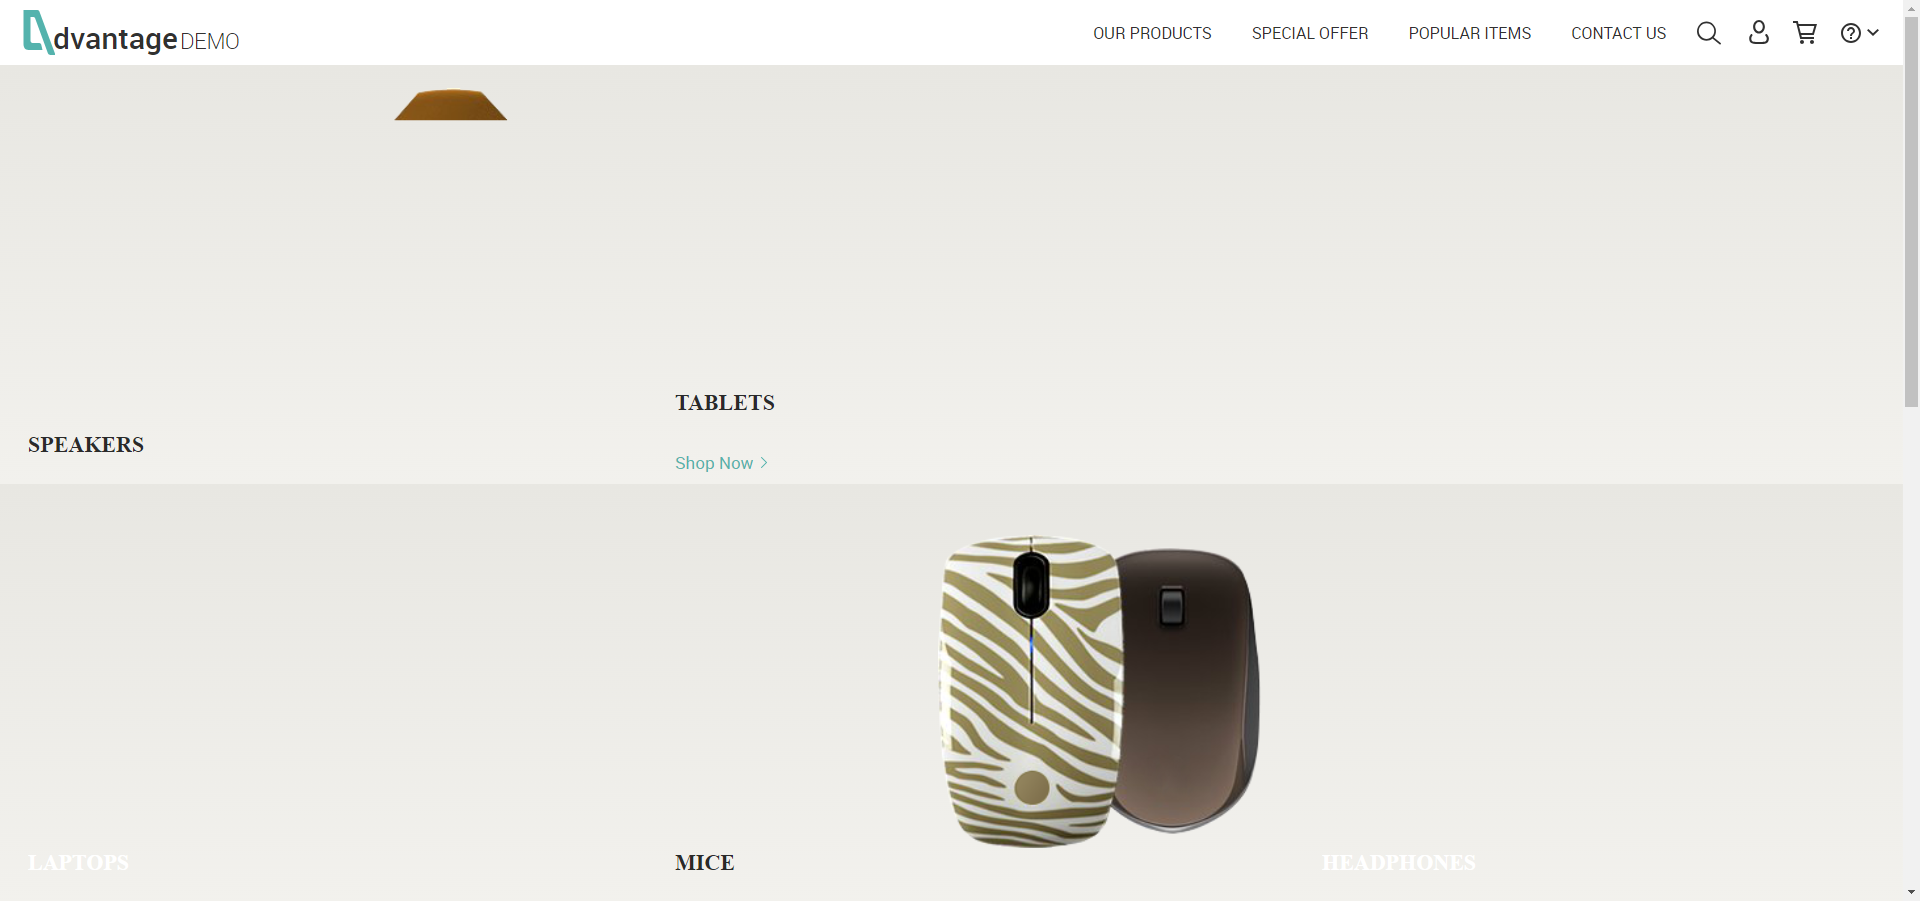 dvantage DEMO
OUR PRODUCTS
SPECIAL OFFER
POPULAR ITEMS
CONTACT US
TABLETS
SPEAKERS
Shop Now
LAPTOPS
MICE
HEADPHONES